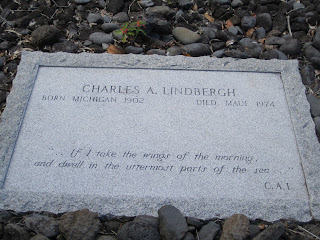 CHARLES A. LINDBERGH
BORN MICHIGAN 1902 DIED MAUI 1974
... If I take the wings of the morning,
and dwell in the uttermost parts of the sea ...
C.A.L.